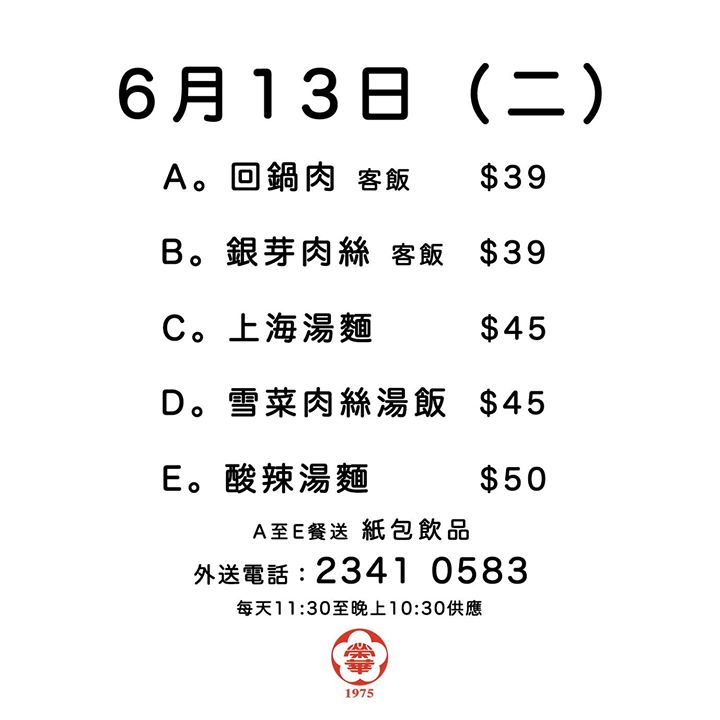 6月13日（二）
A。回鍋肉 客飯 $39
B。銀芽肉絲 客飯 $39
C。上海湯麵 $45
D。雪菜肉絲湯飯 $45
E。酸辣湯麵 $50
A至E餐送 紙包飲品
外送電話：2341 0583
每天11:30至晚上10:30供應
榮華
1975